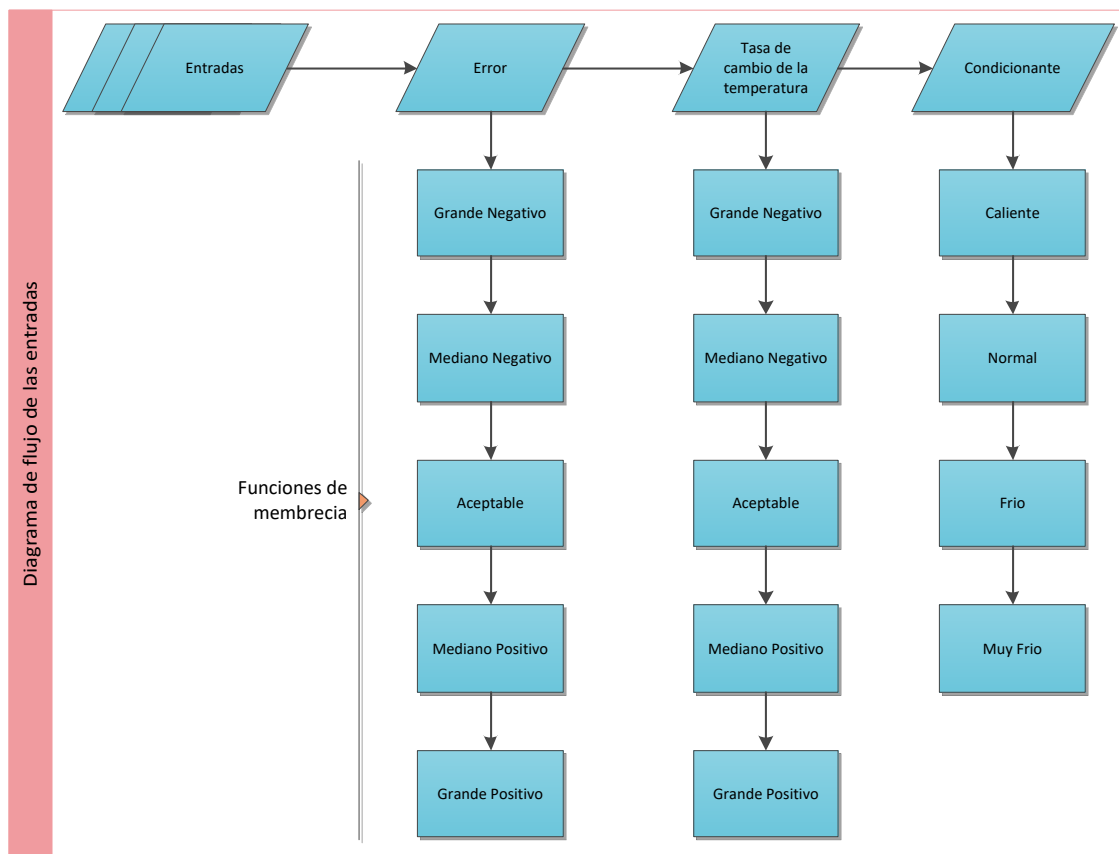 Diagrama de flujo de las entradas
Entradas
Error
Tasa de
cambio de la
temperatura
Condicionante
Funciones de
membrecia
Grande Negativo
Mediano Negativo
Aceptable
Mediano Positivo
Grande Positivo
Grande Negativo
Mediano Negativo
Aceptable
Mediano Positivo
Grande Positivo
Caliente
Normal
Frio
Muy Frio